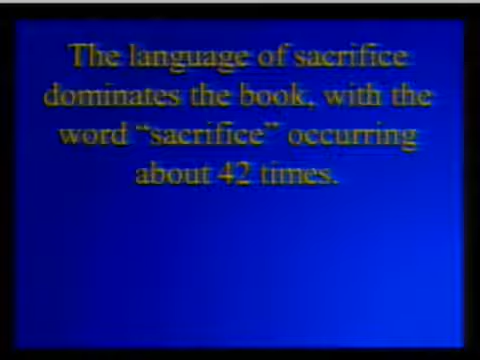 The language of sacrifice
dominates the book, with the
word “sacrifice” occurring
about 42 times.